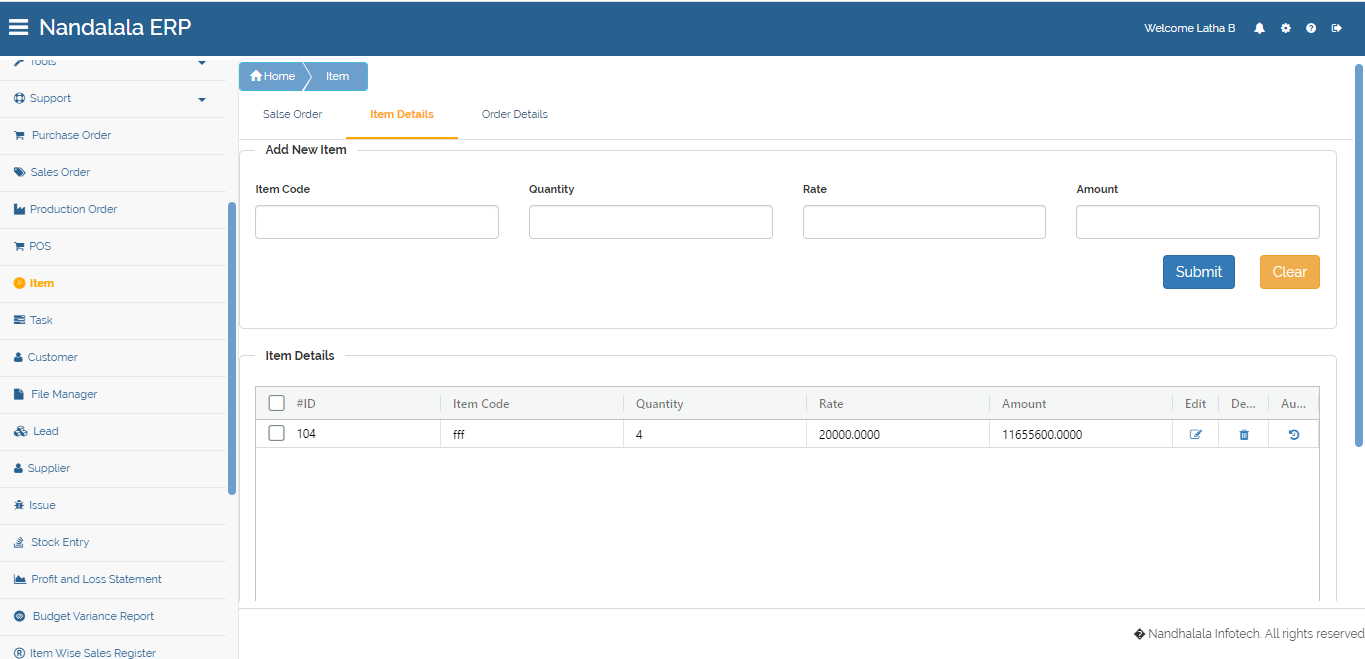 Nandalala ERP
Welcome Latha B
Tools
Support
Purchase Order
Sales Order
Production Order
POS
Item
Task
Customer
File Manager
Lead
Supplier
Issue
Stock Entry
Profit and Loss Statement
Budget Variance Report
Item Wise Sales Register
Home Item
Salse Order Item Details Order Details
Add New Item
Item Code Quantity Rate Amount
Submit Clear
Item Details
#ID Item Code Quantity Rate Amount Edit De... Au...
104 fff 4 20000.0000 11655600.0000
� Nandhalala Infotech. All rights reserved